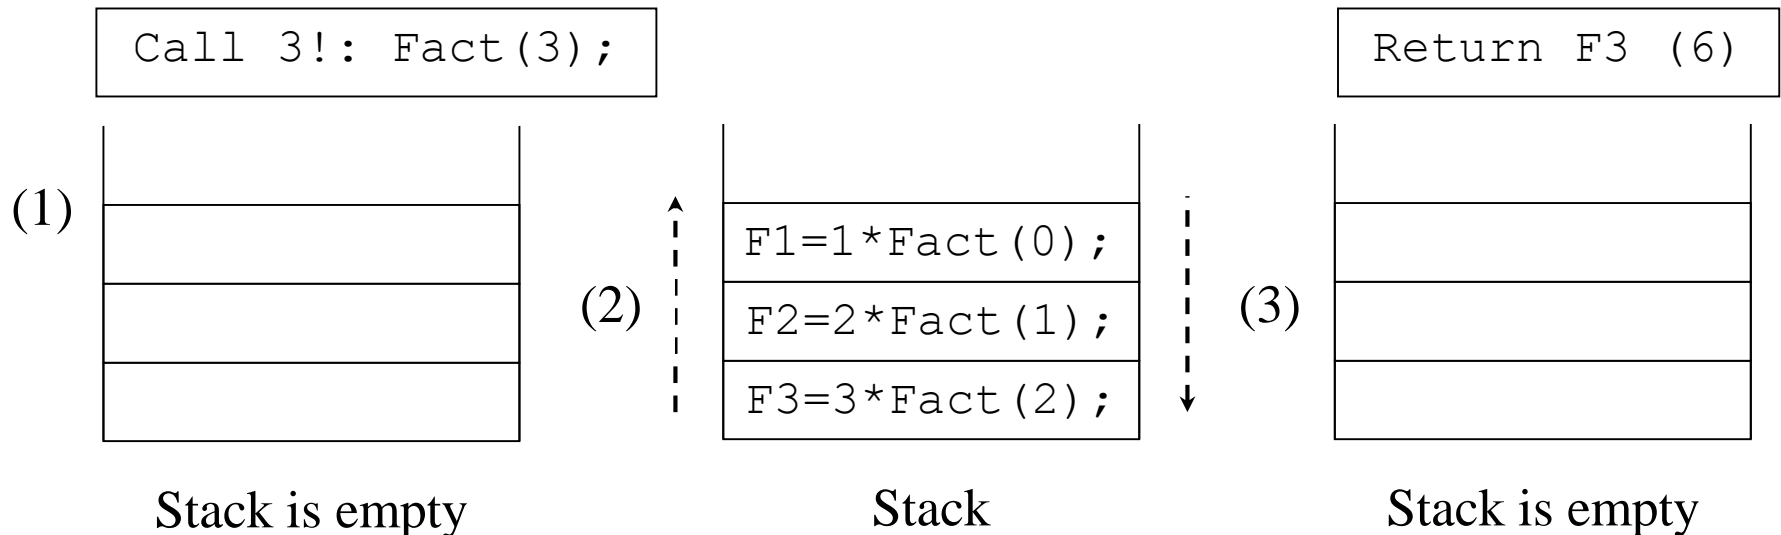 Call 3!: Fact(3);
Return F3 (6)
(1)
(2)
F1=1*Fact(0);
F2=2*Fact(1);
F3=3*Fact(2);
(3)
Stack is empty
Stack
Stack is empty